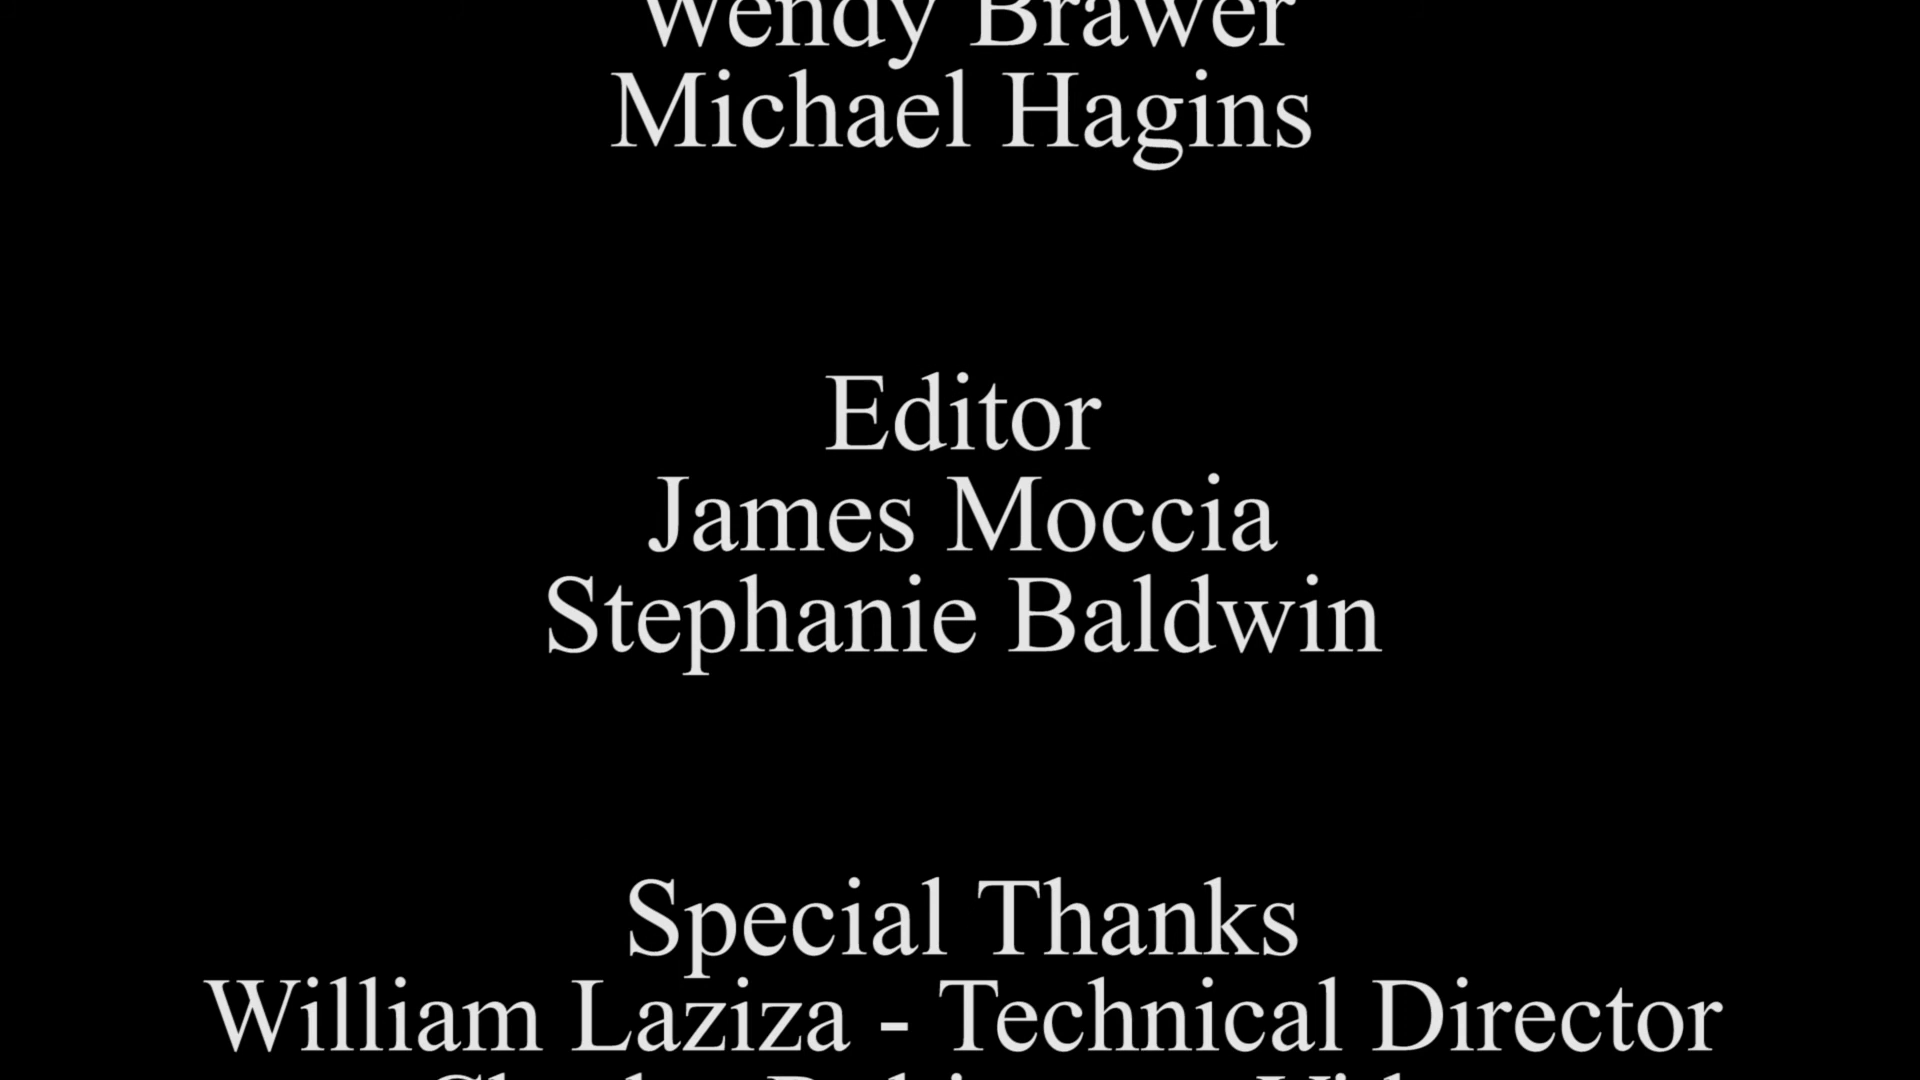 Wendy Brawer
Michael Hagins
Editor
James Moccia
Stephanie Baldwin
Special Thanks
William Laziza - Technical Director